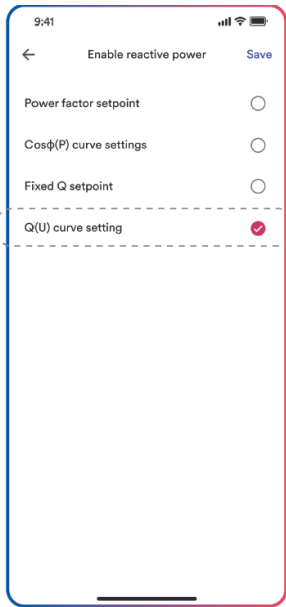 9:41
Enable reactive power Save
Power factor setpoint
Cosϕ(P) curve settings
Fixed Q setpoint
Q(U) curve setting